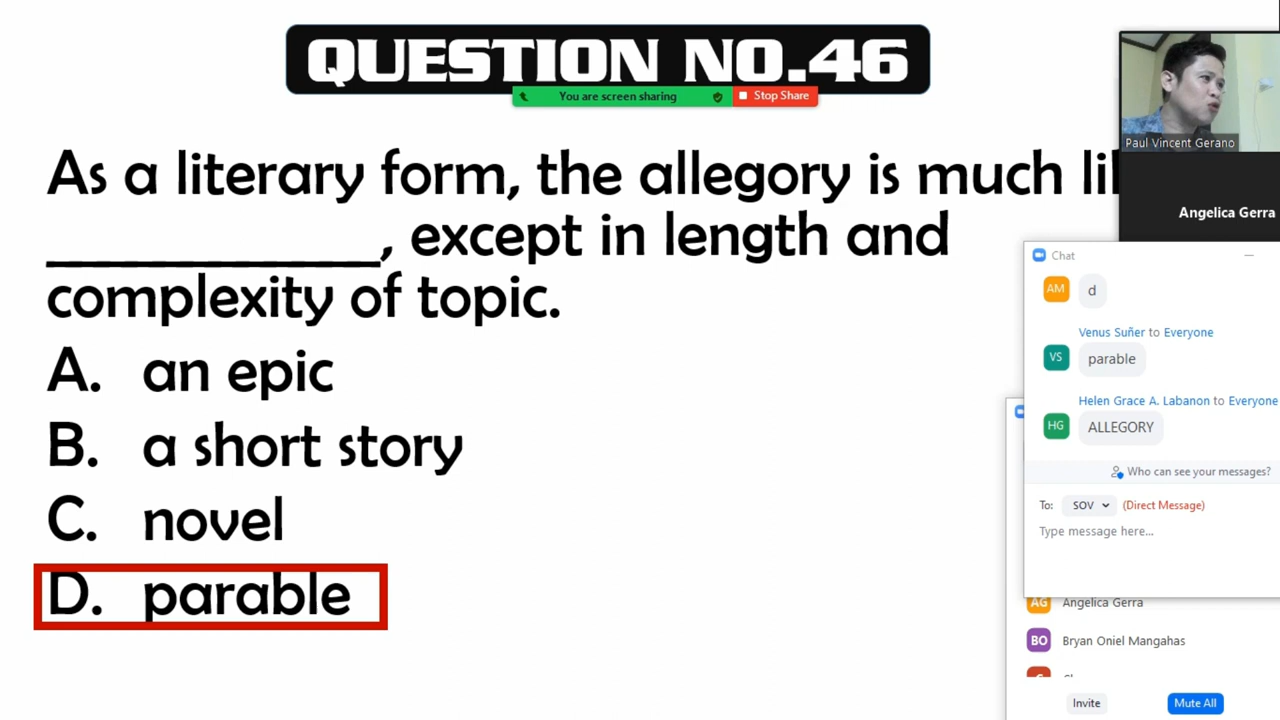 QUESTION NO.46
You are screen sharing
Stop Share
As a literary form, the allegory is much
____________, except in length and
complexity of topic.
A. an epic
B. a short story
C. novel
D. parable
Paul Vincent Gerano
Angelica Gerra
Chat
AM
d
Venus Suñer to Everyone
VS
parable
Helen Grace A. Labanon to Everyone
HG
ALLEGORY
Who can see your messages?
To: SOV (Direct Message)
Type message here...
AG Angelica Gerra
BO Bryan Oniel Mangahas
Invite
Mute All